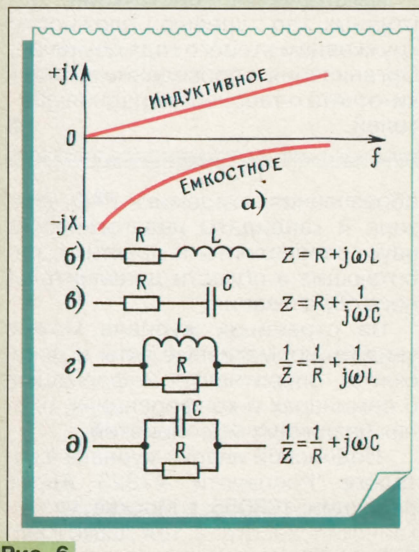 +jX
Индуктивное
0
f
Емкостное
-jX
а)
б) R L Z = R + jωL
в) R C Z = R + 1/jωC
г) R 1/Z = 1/R + 1/jωL
д) C R 1/Z = 1/R + jωC
Рис. 6